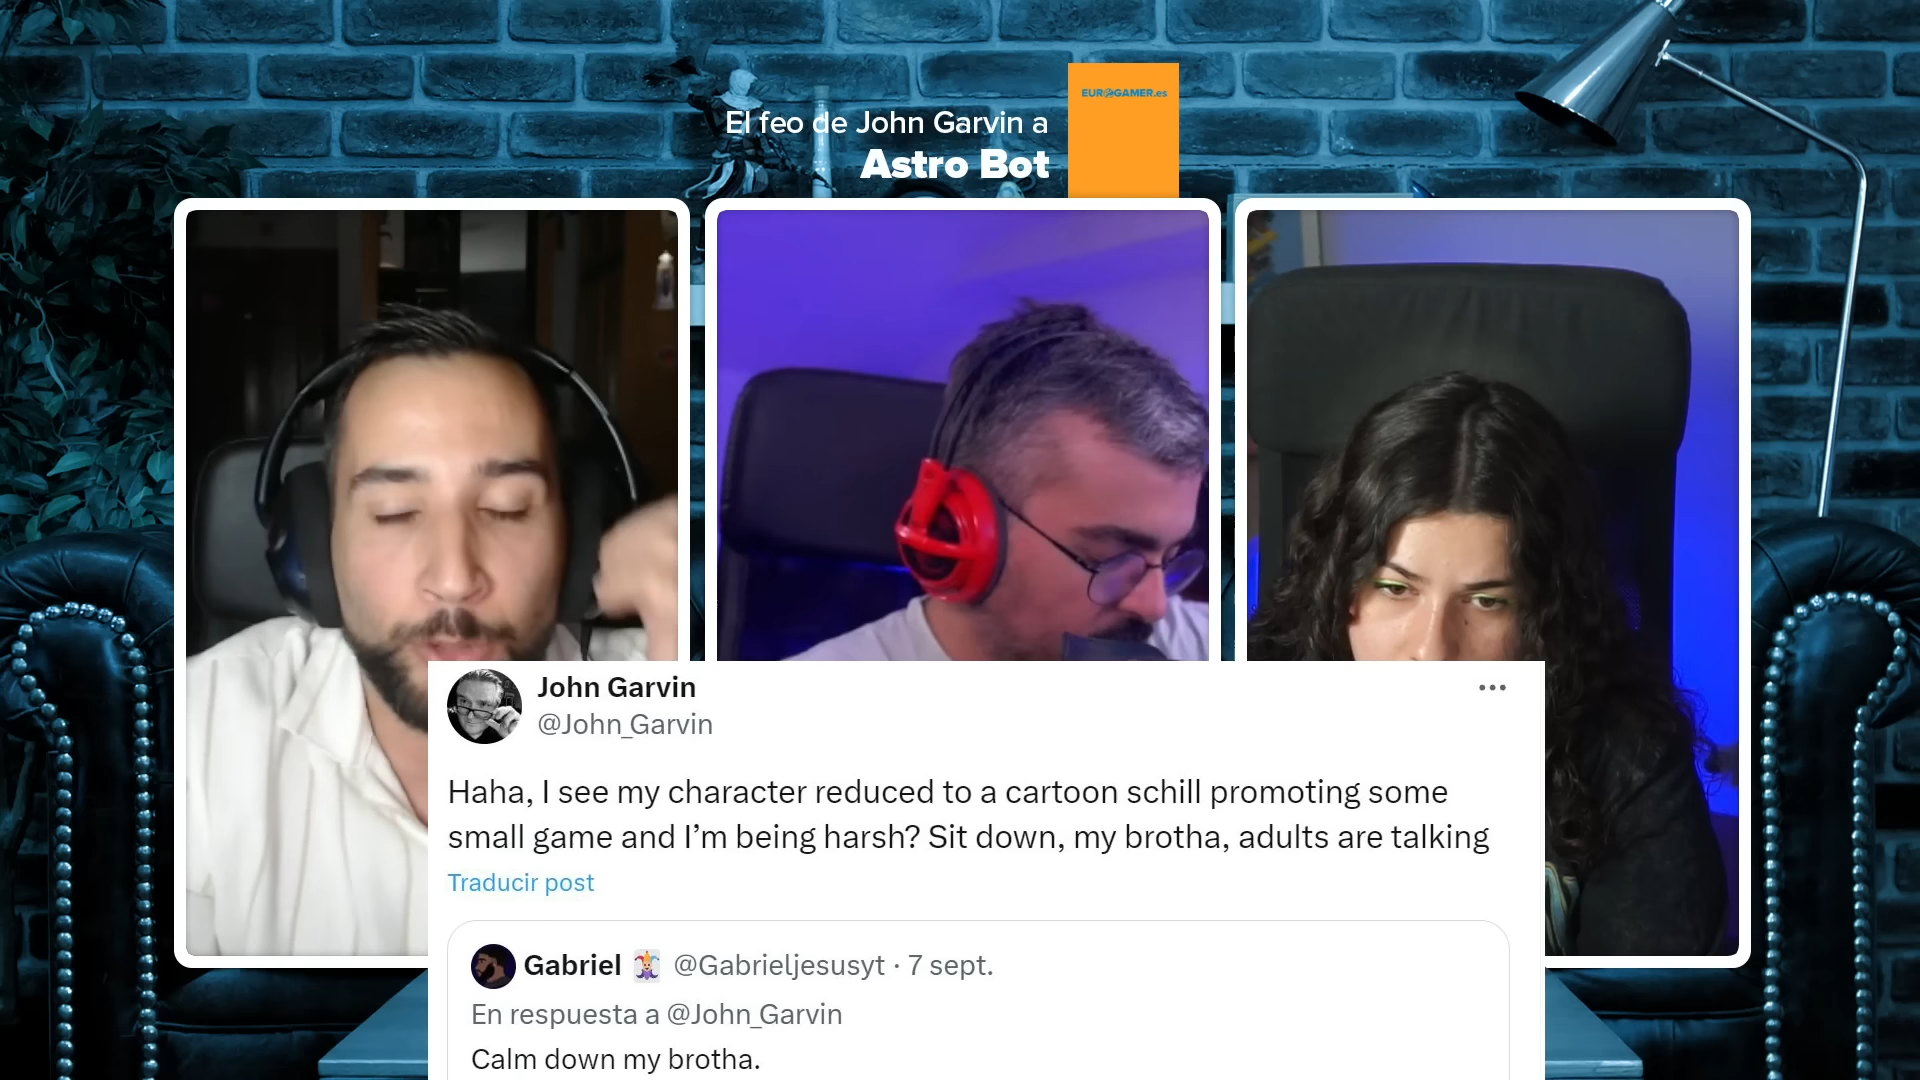 EUROGAMER.es
El feo de John Garvin a
Astro Bot
John Garvin
@John_Garvin
Haha, I see my character reduced to a cartoon schill promoting some
small game and I’m being harsh? Sit down, my brotha, adults are talking
Traducir post
Gabriel @Gabrieljesusyt · 7 sept.
En respuesta a @John_Garvin
Calm down my brotha.